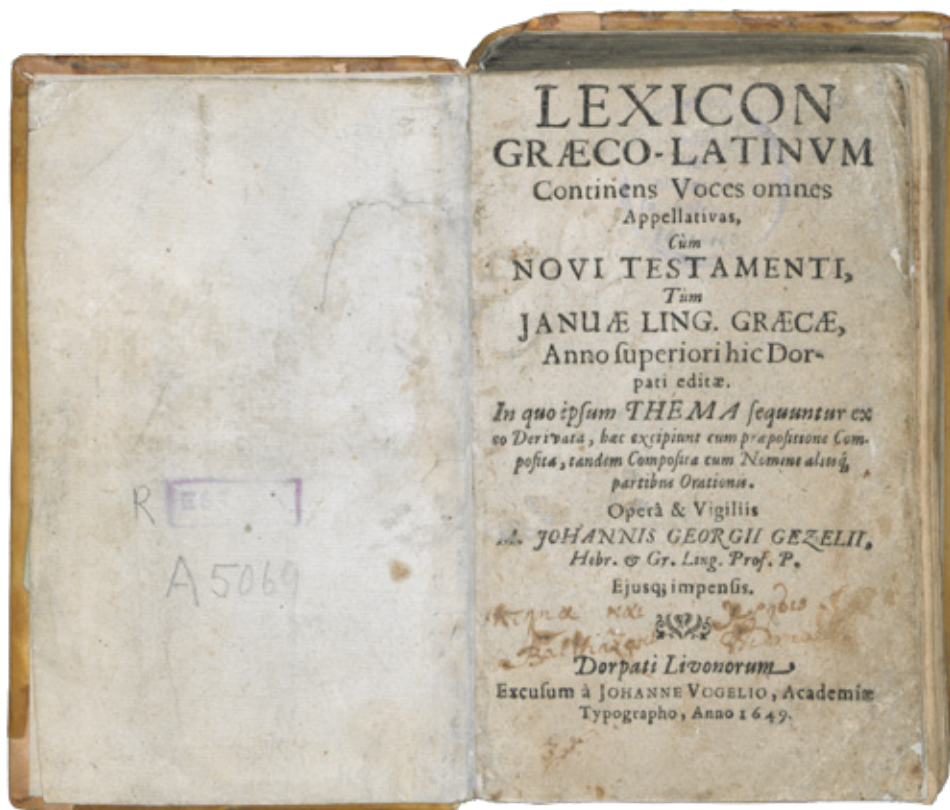 R
A 5069
LEXICON
GRÆCO-LATINVM
Continens Voces omnes
Appellativas,
Cùm
NOVI TESTAMENTI,
Tùm
JANUÆ LING. GRÆCÆ,
Anno ſuperiori hic Dor-
pati editæ.
In quo ipſum THEMA ſequuntur ex
eo Derivata, hæc excipiunt cum præpoſitione Com-
poſita, tandem Compoſita cum Nomine aliisq́;
partibus Orationis.
Operâ & Vigiliis
M. JOHANNIS GEORGII GEZELII,
Hebr. & Gr. Ling. Prof. P.
Ejusq; impenſis.
Dorpati Livonorum
Excuſum à JOHANNE VOGELIO, Academiæ
Typographo, Anno 1649.